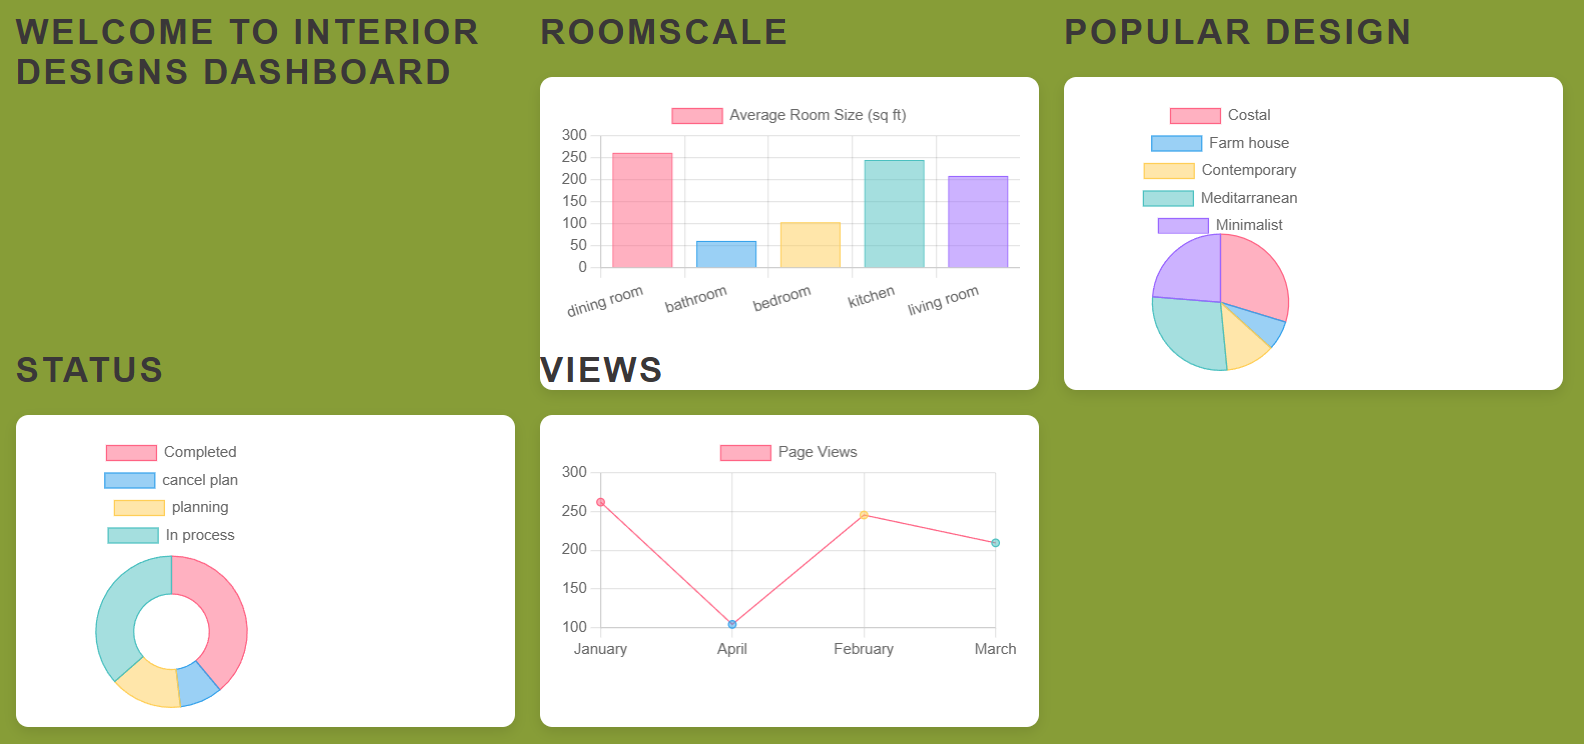 WELCOME TO INTERIOR
DESIGNS DASHBOARD
ROOMSCALE
Average Room Size (sq ft)
300
250
200
150
100
50
0
dining room
bathroom
bedroom
kitchen
living room
POPULAR DESIGN
Costal
Farm house
Contemporary
Meditarranean
Minimalist
STATUS
Completed
cancel plan
planning
In process
VIEWS
Page Views
300
250
200
150
100
January
April
February
March